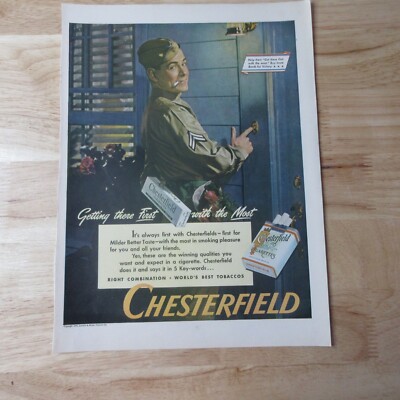 Chesterfield
Getting there First with the Most
It's always first with Chesterfields—first for
Milder Better Taste—with the most in smoking pleasure
for you and all your friends.
Yes, these are the winning qualities you
want and expect in a cigarette. Chesterfield
does it and says it in 5 Key-words...
RIGHT COMBINATION · WORLD'S BEST TOBACCOS
Chesterfield
CHESTERFIELD